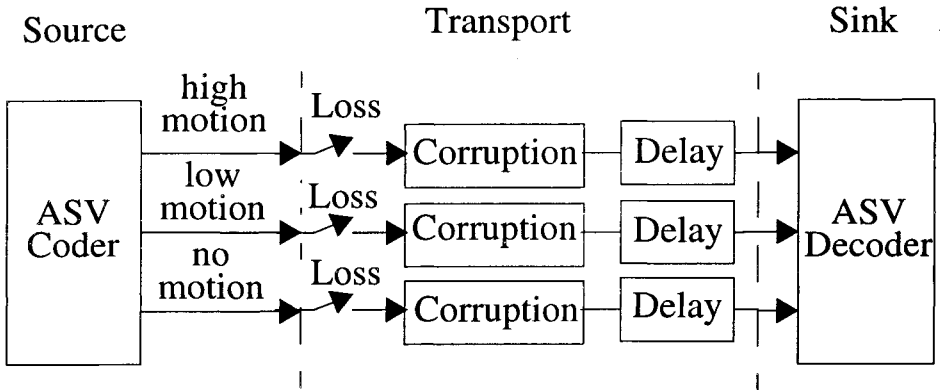 Source
Transport
Sink
high
motion
Loss
Corruption
Delay
low
motion
Loss
Corruption
Delay
no
motion
Loss
Corruption
Delay
ASV
Coder
ASV
Decoder